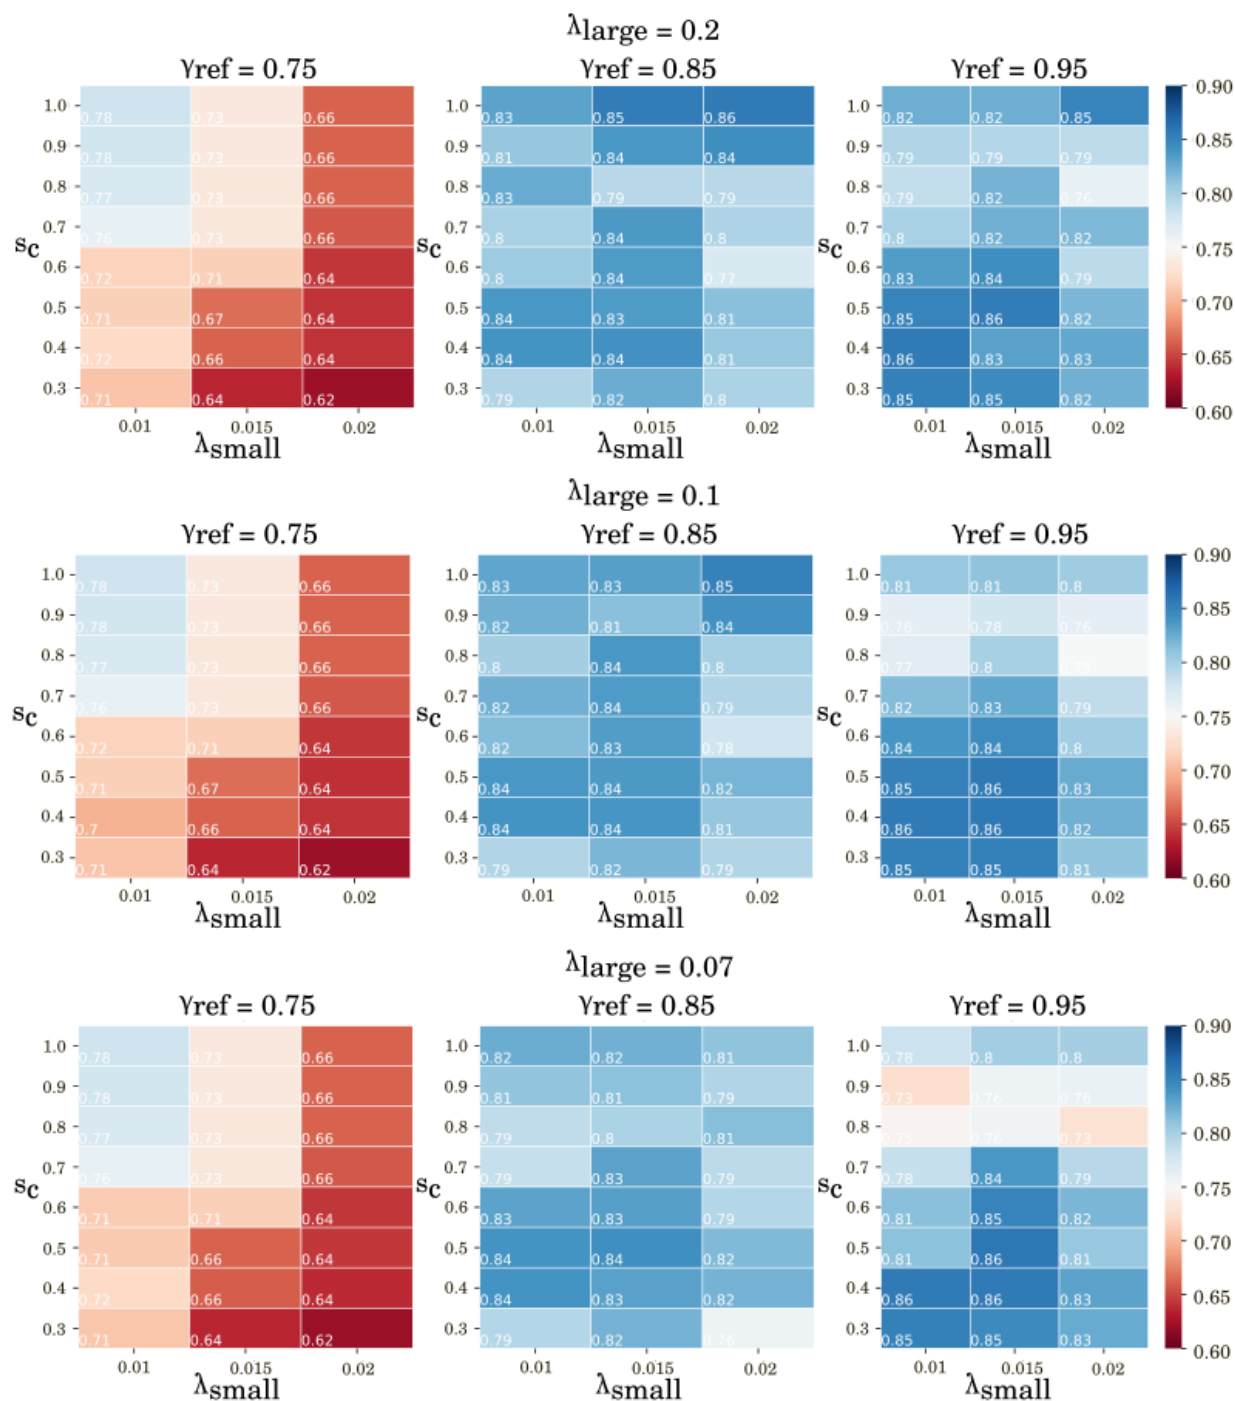 λlarge = 0.2
γref = 0.75 γref = 0.85 γref = 0.95
1.0 0.78 0.73 0.66 0.83 0.85 0.86 0.82 0.82 0.85 0.90
0.9 0.78 0.73 0.66 0.81 0.84 0.84 0.79 0.79 0.79 0.85
0.8 0.77 0.73 0.66 0.83 0.79 0.79 0.79 0.82 0.76 0.80
0.7 0.76 0.73 0.66 0.8 0.84 0.8 0.8 0.82 0.82 0.75
sc sc sc
0.6 0.72 0.71 0.64 0.8 0.84 0.77 0.83 0.84 0.79
0.5 0.71 0.67 0.64 0.84 0.83 0.81 0.85 0.86 0.82 0.70
0.4 0.72 0.66 0.64 0.84 0.84 0.81 0.86 0.83 0.83 0.65
0.3 0.71 0.64 0.62 0.79 0.82 0.8 0.85 0.85 0.82 0.60
0.01 0.015 0.02 0.01 0.015 0.02 0.01 0.015 0.02
λsmall λsmall λsmall
λlarge = 0.1
γref = 0.75 γref = 0.85 γref = 0.95
1.0 0.78 0.73 0.66 0.83 0.83 0.85 0.81 0.81 0.8 0.90
0.9 0.78 0.73 0.66 0.82 0.81 0.84 0.76 0.78 0.76 0.85
0.8 0.77 0.73 0.66 0.8 0.84 0.8 0.77 0.8 0.75 0.80
0.7 0.76 0.73 0.66 0.82 0.84 0.79 0.82 0.83 0.79 0.75
sc sc sc
0.6 0.72 0.71 0.64 0.82 0.83 0.78 0.84 0.84 0.8
0.5 0.71 0.67 0.64 0.84 0.84 0.82 0.85 0.86 0.83 0.70
0.4 0.7 0.66 0.64 0.84 0.84 0.81 0.86 0.86 0.82 0.65
0.3 0.71 0.64 0.62 0.79 0.82 0.79 0.85 0.85 0.81 0.60
0.01 0.015 0.02 0.01 0.015 0.02 0.01 0.015 0.02
λsmall λsmall λsmall
λlarge = 0.07
γref = 0.75 γref = 0.85 γref = 0.95
1.0 0.78 0.73 0.66 0.82 0.82 0.81 0.78 0.8 0.8 0.90
0.9 0.78 0.73 0.66 0.81 0.81 0.79 0.73 0.76 0.76 0.85
0.8 0.77 0.73 0.66 0.79 0.8 0.81 0.75 0.76 0.73 0.80
0.7 0.76 0.73 0.66 0.79 0.83 0.8 0.78 0.84 0.79 0.75
sc sc sc
0.6 0.71 0.71 0.64 0.83 0.83 0.79 0.81 0.85 0.82
0.5 0.71 0.66 0.64 0.84 0.84 0.82 0.81 0.86 0.81 0.70
0.4 0.72 0.66 0.64 0.84 0.83 0.82 0.86 0.86 0.83 0.65
0.3 0.71 0.64 0.62 0.79 0.82 0.76 0.85 0.85 0.83 0.60
0.01 0.015 0.02 0.01 0.015 0.02 0.01 0.015 0.02
λsmall λsmall λsmall